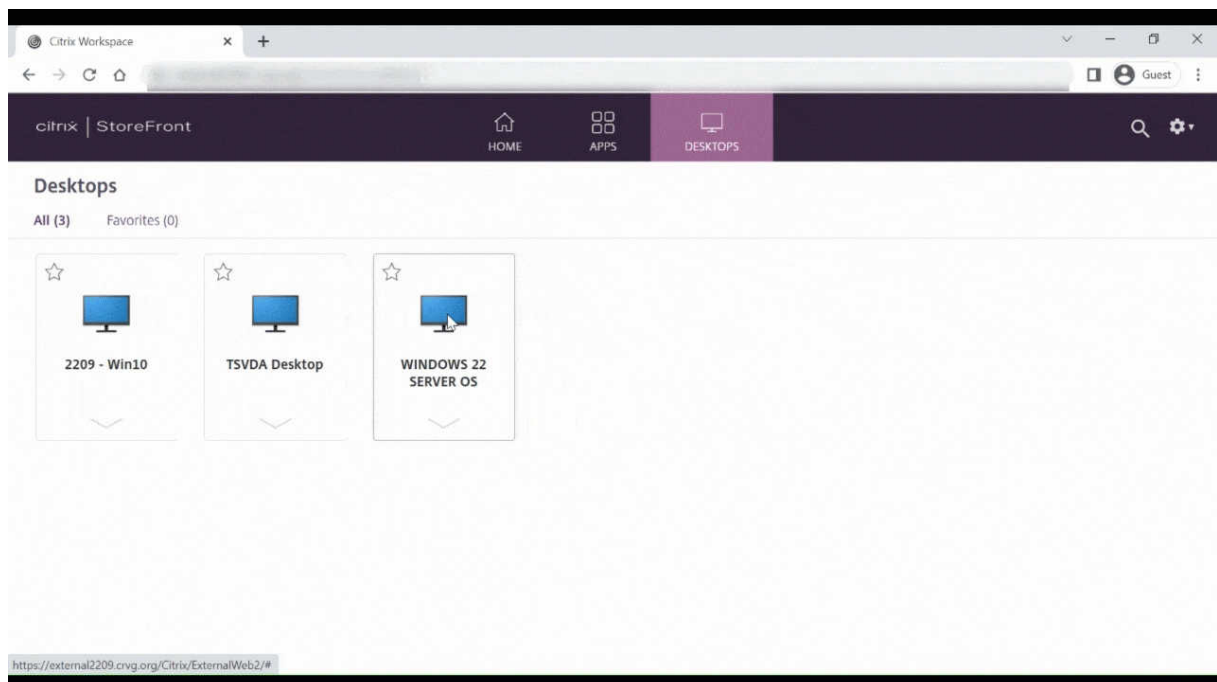 Citrix Workspace
Guest
citrix | StoreFront
HOME
APPS
DESKTOPS
Desktops
All (3)
Favorites (0)
2209 - Win10
TSVDA Desktop
WINDOWS 22
SERVER OS
https://external2209.crvg.org/Citrix/ExternalWeb2/#